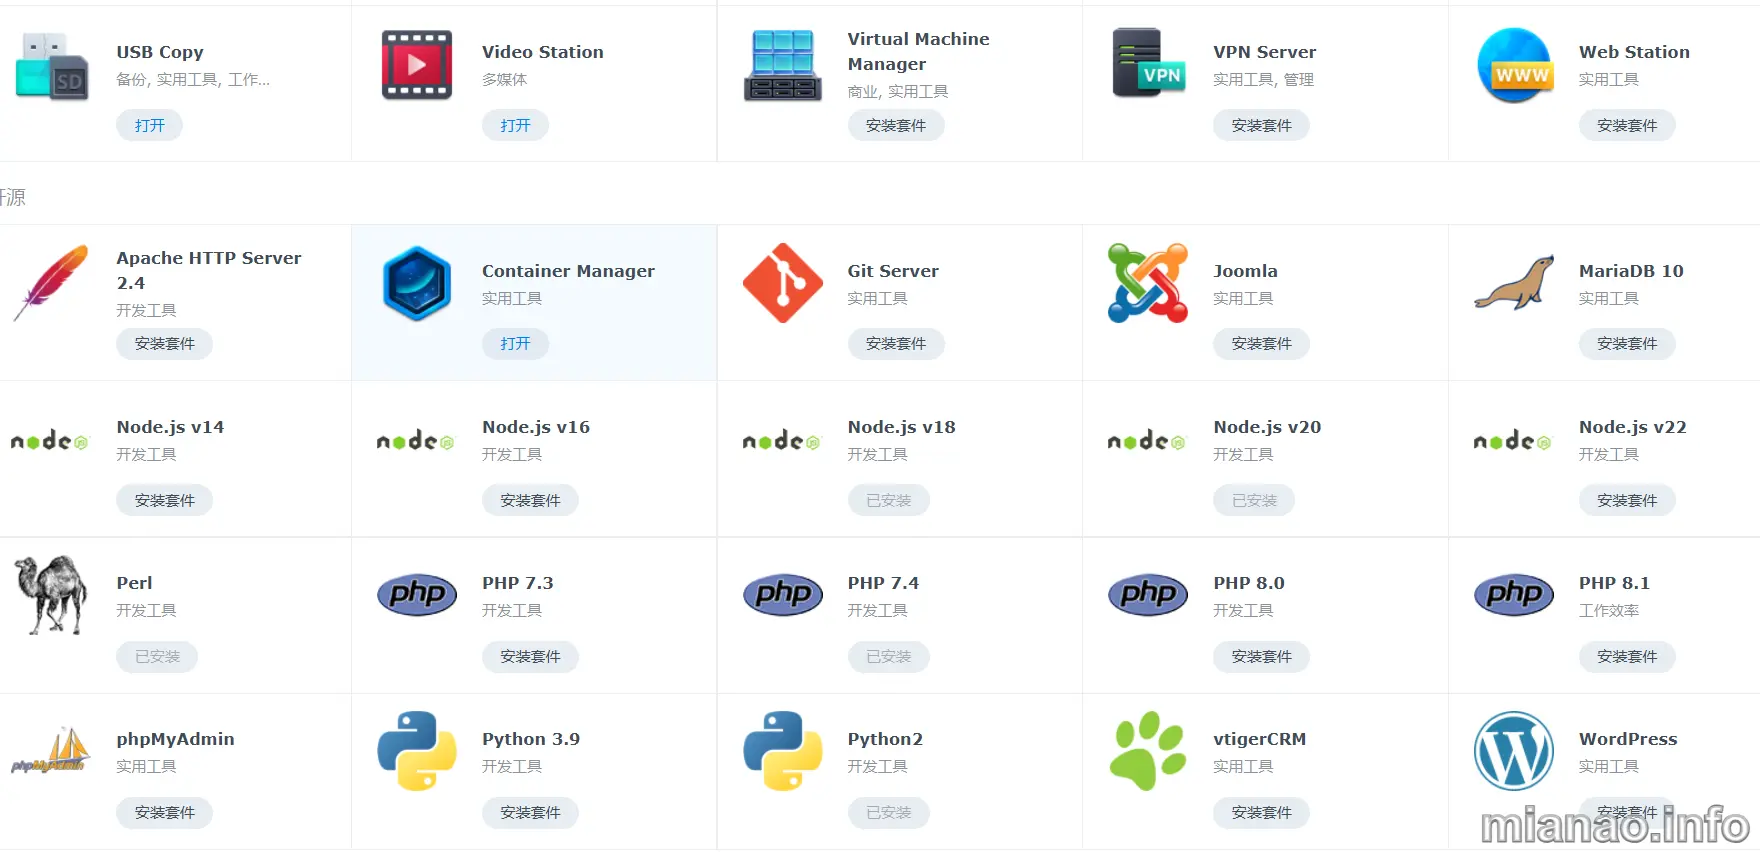 USB Copy
备份, 实用工具, 工作...
打开
Video Station
多媒体
打开
Virtual Machine
Manager
商业, 实用工具
安装套件
VPN
VPN Server
实用工具, 管理
安装套件
WWW
Web Station
实用工具
安装套件
SD
开源
Apache HTTP Server
2.4
开发工具
安装套件
Container Manager
实用工具
打开
Git Server
实用工具
安装套件
Joomla
实用工具
安装套件
MariaDB 10
实用工具
安装套件
node JS
Node.js v14
开发工具
安装套件
node JS
Node.js v16
开发工具
安装套件
node JS
Node.js v18
开发工具
已安装
node JS
Node.js v20
开发工具
已安装
node JS
Node.js v22
开发工具
安装套件
Perl
开发工具
已安装
php
PHP 7.3
开发工具
安装套件
php
PHP 7.4
开发工具
已安装
php
PHP 8.0
开发工具
安装套件
php
PHP 8.1
工作效率
安装套件
phpMyAdmin
phpMyAdmin
实用工具
安装套件
Python 3.9
开发工具
安装套件
Python2
开发工具
已安装
vtigerCRM
实用工具
安装套件
W
WordPress
实用工具
安装套件
mianao.info